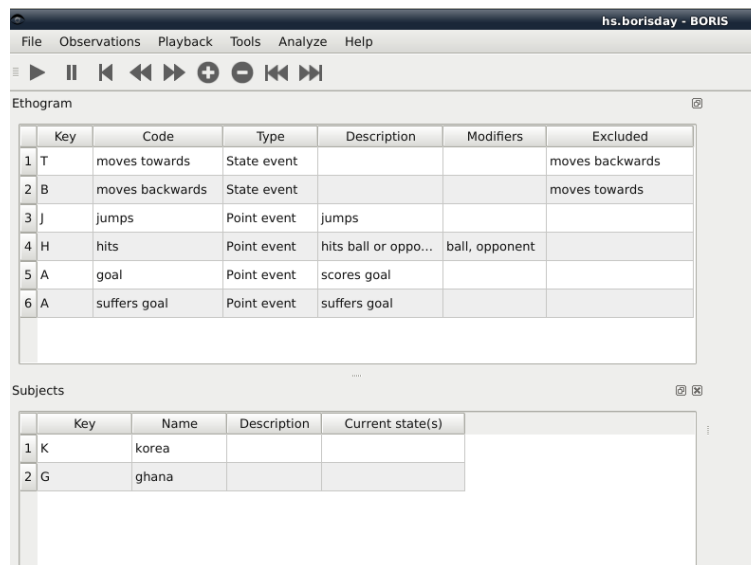 hs.borisday - BORIS
File Observations Playback Tools Analyze Help
Ethogram
Key Code Type Description Modifiers Excluded
1 T moves towards State event moves backwards
2 B moves backwards State event moves towards
3 J jumps Point event jumps
4 H hits Point event hits ball or oppo... ball, opponent
5 A goal Point event scores goal
6 A suffers goal Point event suffers goal
Subjects
Key Name Description Current state(s)
1 K korea
2 G ghana